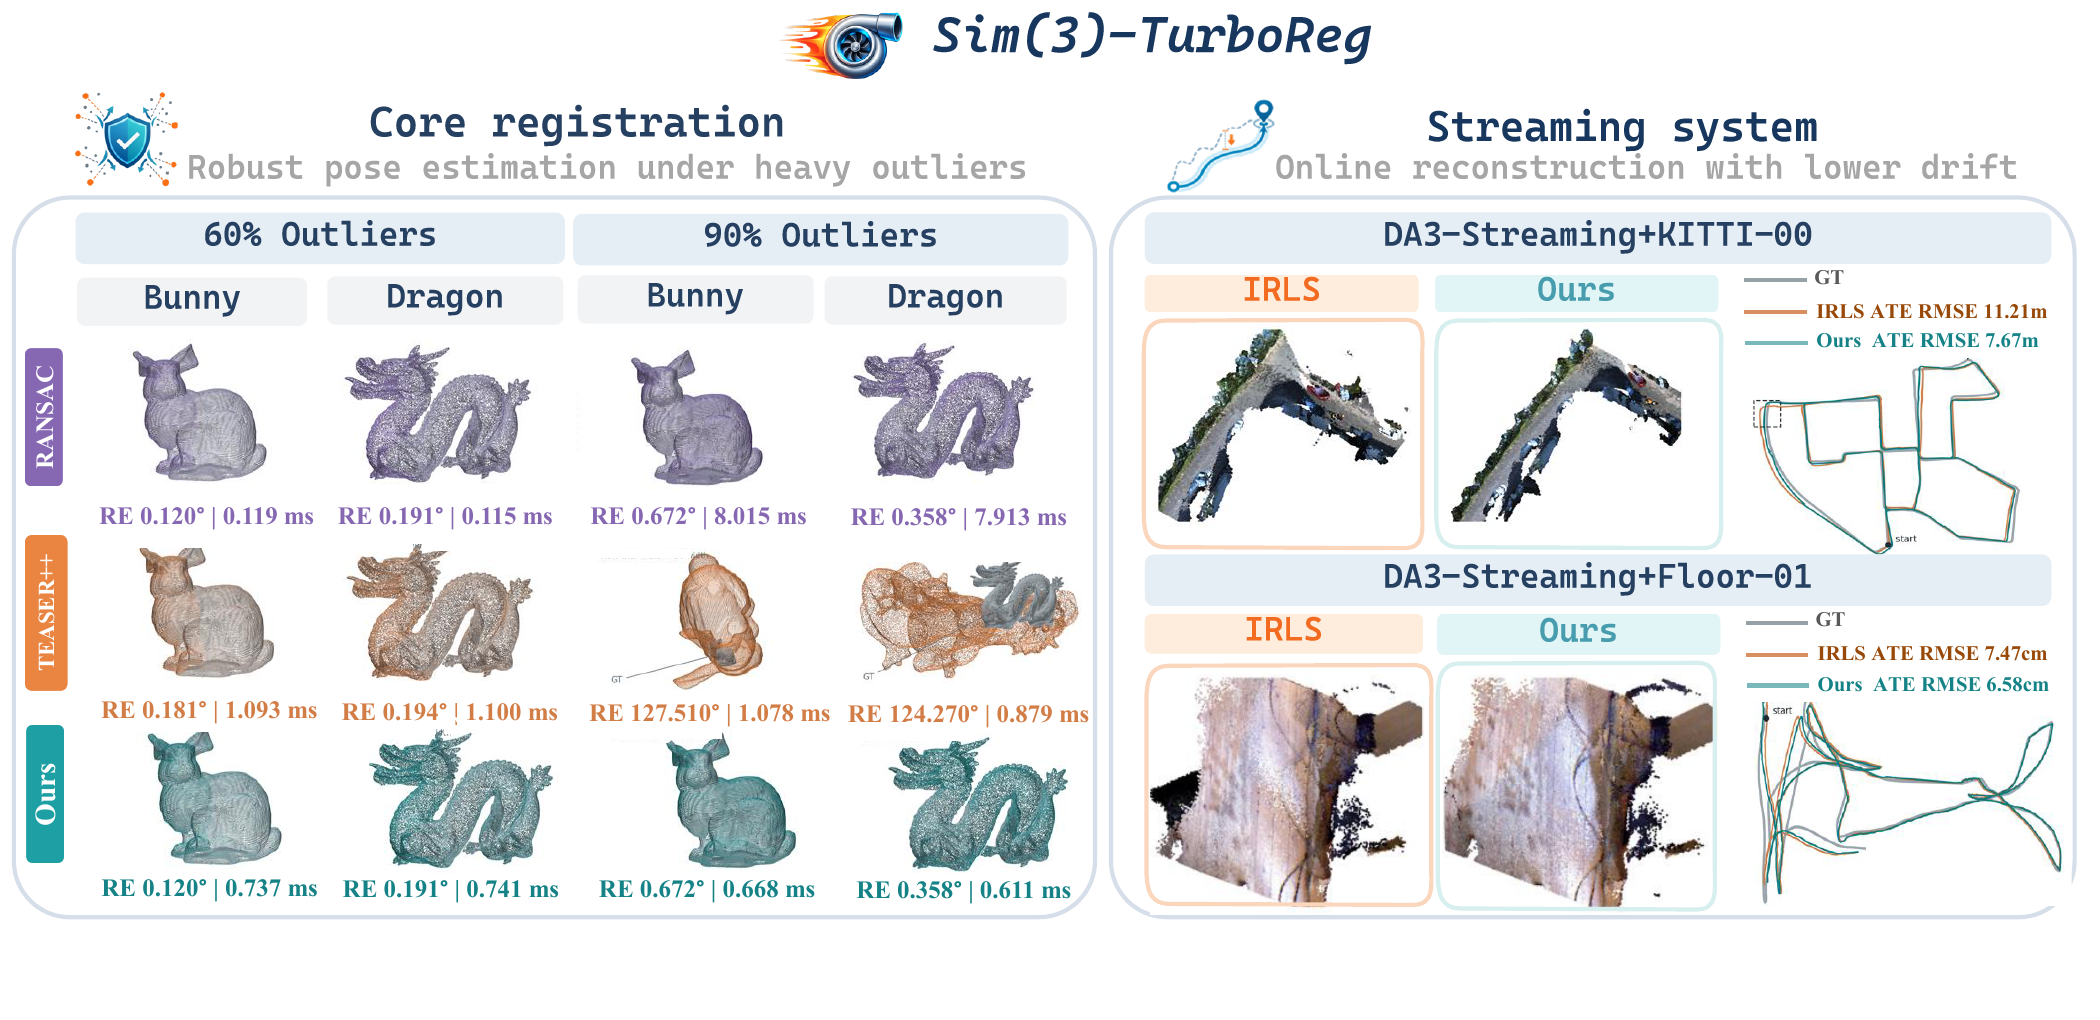 Sim(3)-TurboReg
Core registration
Robust pose estimation under heavy outliers
60% Outliers
90% Outliers
Bunny
Dragon
Bunny
Dragon
RANSAC
RE 0.120° | 0.119 ms
RE 0.191° | 0.115 ms
RE 0.672° | 8.015 ms
RE 0.358° | 7.913 ms
TEASER++
GT
GT
RE 0.181° | 1.093 ms
RE 0.194° | 1.100 ms
RE 127.510° | 1.078 ms
RE 124.270° | 0.879 ms
Ours
RE 0.120° | 0.737 ms
RE 0.191° | 0.741 ms
RE 0.672° | 0.668 ms
RE 0.358° | 0.611 ms
Streaming system
Online reconstruction with lower drift
DA3-Streaming+KITTI-00
IRLS
Ours
GT
IRLS ATE RMSE 11.21m
Ours ATE RMSE 7.67m
start
DA3-Streaming+Floor-01
IRLS
Ours
GT
IRLS ATE RMSE 7.47cm
Ours ATE RMSE 6.58cm
start